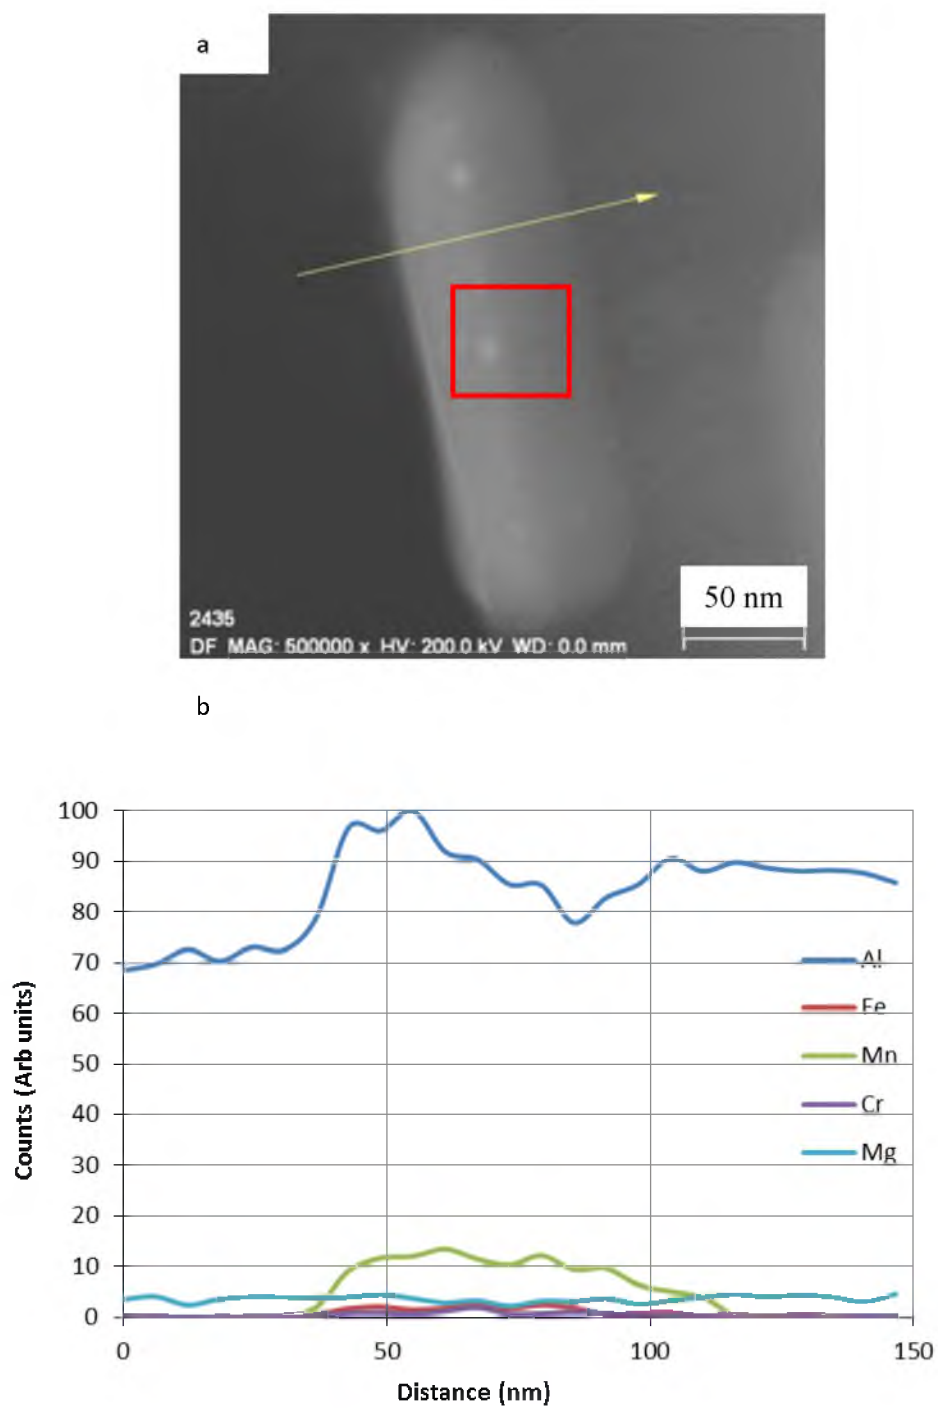 a
50 nm
2435
DF MAG: 500000 x HV: 200.0 kV WD: 0.0 mm
b
100
90
80
70
60
50
40
30
20
10
0
Counts (Arb units)
Al
Fe
Mn
Cr
Mg
0 50 100 150
Distance (nm)